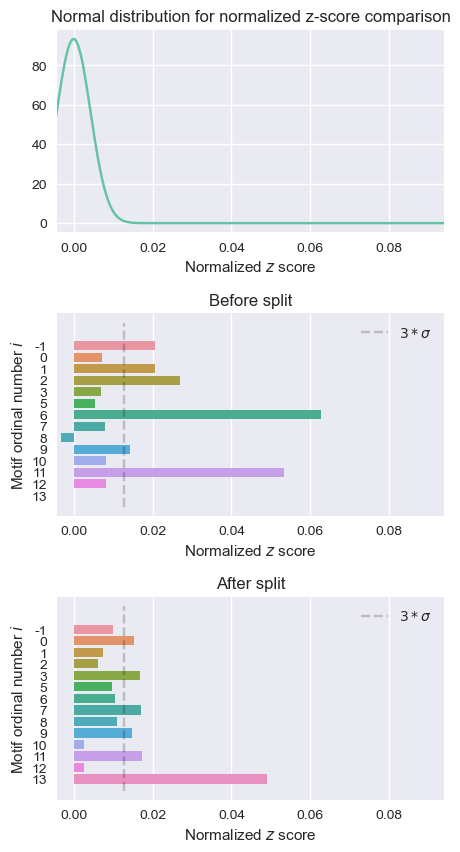 Normal distribution for normalized z-score comparison
80
60
40
20
0
0.00 0.02 0.04 0.06 0.08
Normalized z score
Before split
Motif ordinal number i
-1
0
1
2
3
5
6
7
8
9
10
11
12
13
3 * σ
0.00 0.02 0.04 0.06 0.08
Normalized z score
After split
Motif ordinal number i
-1
0
1
2
3
5
6
7
8
9
10
11
12
13
3 * σ
0.00 0.02 0.04 0.06 0.08
Normalized z score